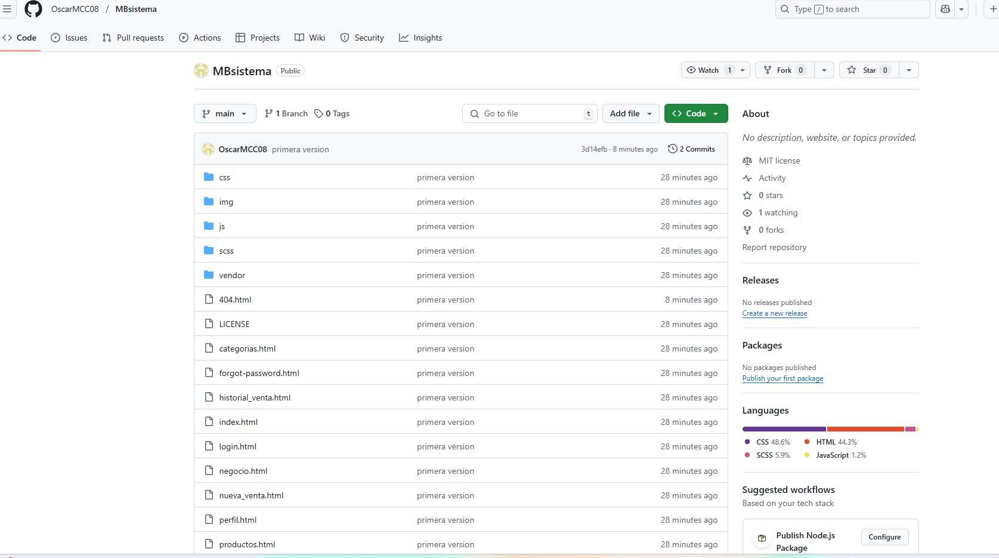 OscarMCC08 / MBsistema
Type / to search
Code Issues Pull requests Actions Projects Wiki Security Insights
MBsistema Public
Watch 1 Fork 0 Star 0
main 1 Branch 0 Tags
Go to file t Add file Code
OscarMCC08 primera version 3d14efb · 8 minutes ago 2 Commits
css primera version 28 minutes ago
img primera version 28 minutes ago
js primera version 28 minutes ago
scss primera version 28 minutes ago
vendor primera version 28 minutes ago
404.html primera version 8 minutes ago
LICENSE primera version 28 minutes ago
categorias.html primera version 28 minutes ago
forgot-password.html primera version 28 minutes ago
historial_venta.html primera version 28 minutes ago
index.html primera version 28 minutes ago
login.html primera version 28 minutes ago
negocio.html primera version 28 minutes ago
nueva_venta.html primera version 28 minutes ago
perfil.html primera version 28 minutes ago
productos.html primera version 28 minutes ago
About
No description, website, or topics provided.
MIT license
Activity
0 stars
1 watching
0 forks
Report repository
Releases
No releases published
Create a new release
Packages
No packages published
Publish your first package
Languages
CSS 48.6% HTML 44.3%
SCSS 5.9% JavaScript 1.2%
Suggested workflows
Based on your tech stack
Publish Node.js
Package
Configure